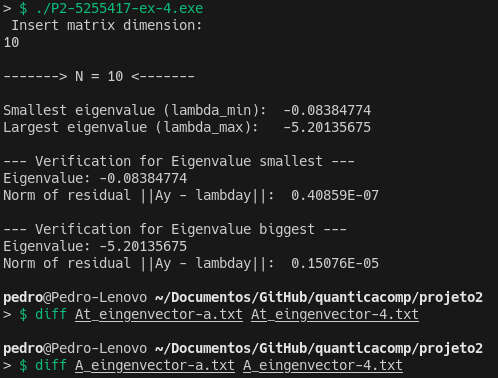 > $ ./P2-5255417-ex-4.exe
Insert matrix dimension:
10
-------> N = 10 <-------
Smallest eigenvalue (lambda_min):  -0.08384774
Largest eigenvalue (lambda_max):   -5.20135675
--- Verification for Eigenvalue smallest ---
Eigenvalue: -0.08384774
Norm of residual ||Ay - lambday||:  0.40859E-07
--- Verification for Eigenvalue biggest ---
Eigenvalue: -5.20135675
Norm of residual ||Ay - lambday||:  0.15076E-05
pedro@Pedro-Lenovo ~/Documentos/GitHub/quanticacomp/projeto2
> $ diff At_eingenvector-a.txt At_eingenvector-4.txt
pedro@Pedro-Lenovo ~/Documentos/GitHub/quanticacomp/projeto2
> $ diff A_eingenvector-a.txt A_eingenvector-4.txt